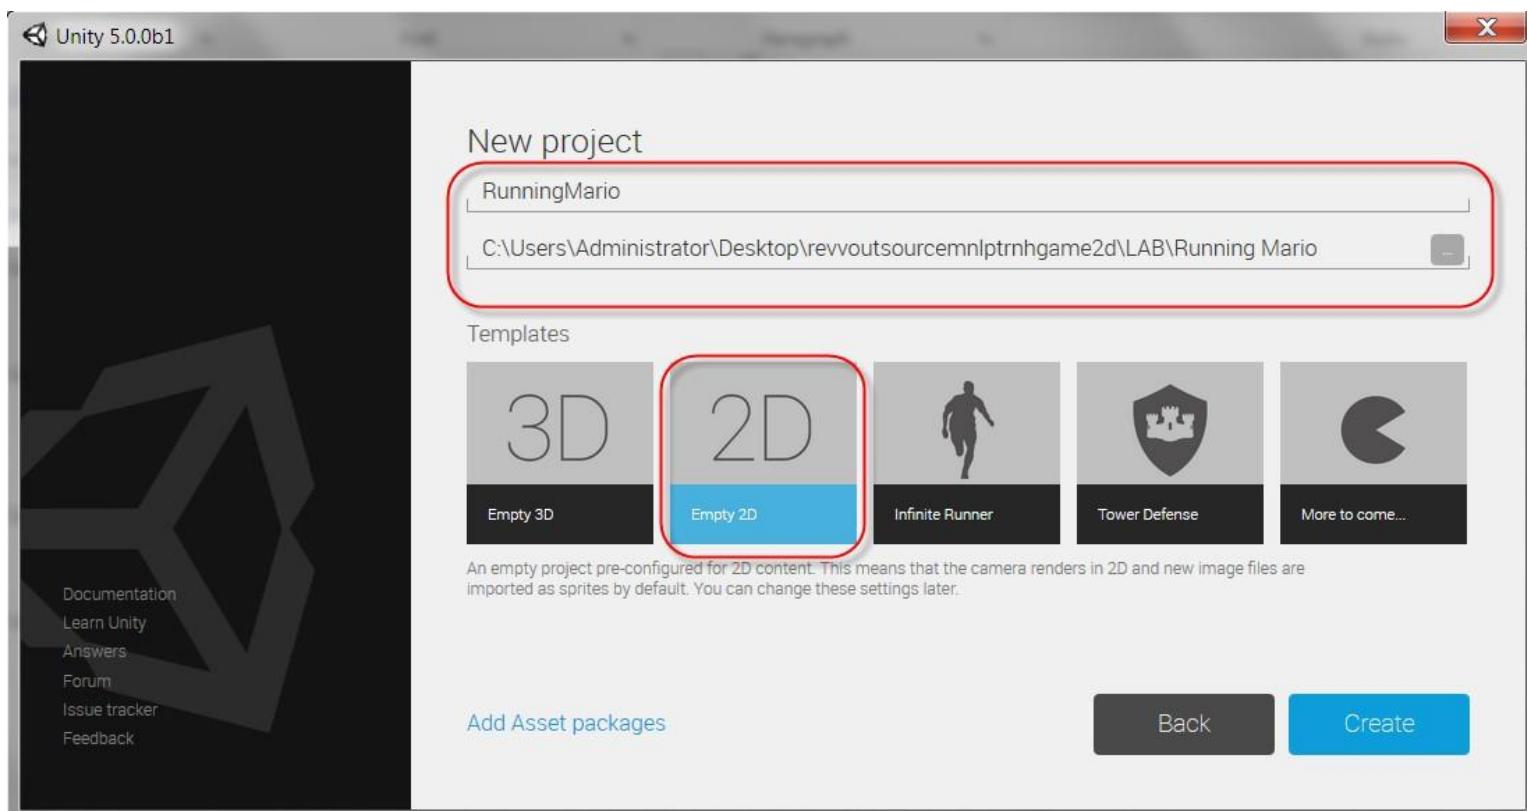 Unity 5.0.0b1
X
New project
RunningMario
C:\Users\Administrator\Desktop\revvoutsourcemnlptrnhgame2d\LAB\Running Mario
...
Templates
3D
2D
Empty 3D
Empty 2D
Infinite Runner
Tower Defense
More to come...
An empty project pre-configured for 2D content. This means that the camera renders in 2D and new image files are
imported as sprites by default. You can change these settings later.
Documentation
Learn Unity
Answers
Forum
Issue tracker
Feedback
Add Asset packages
Back
Create